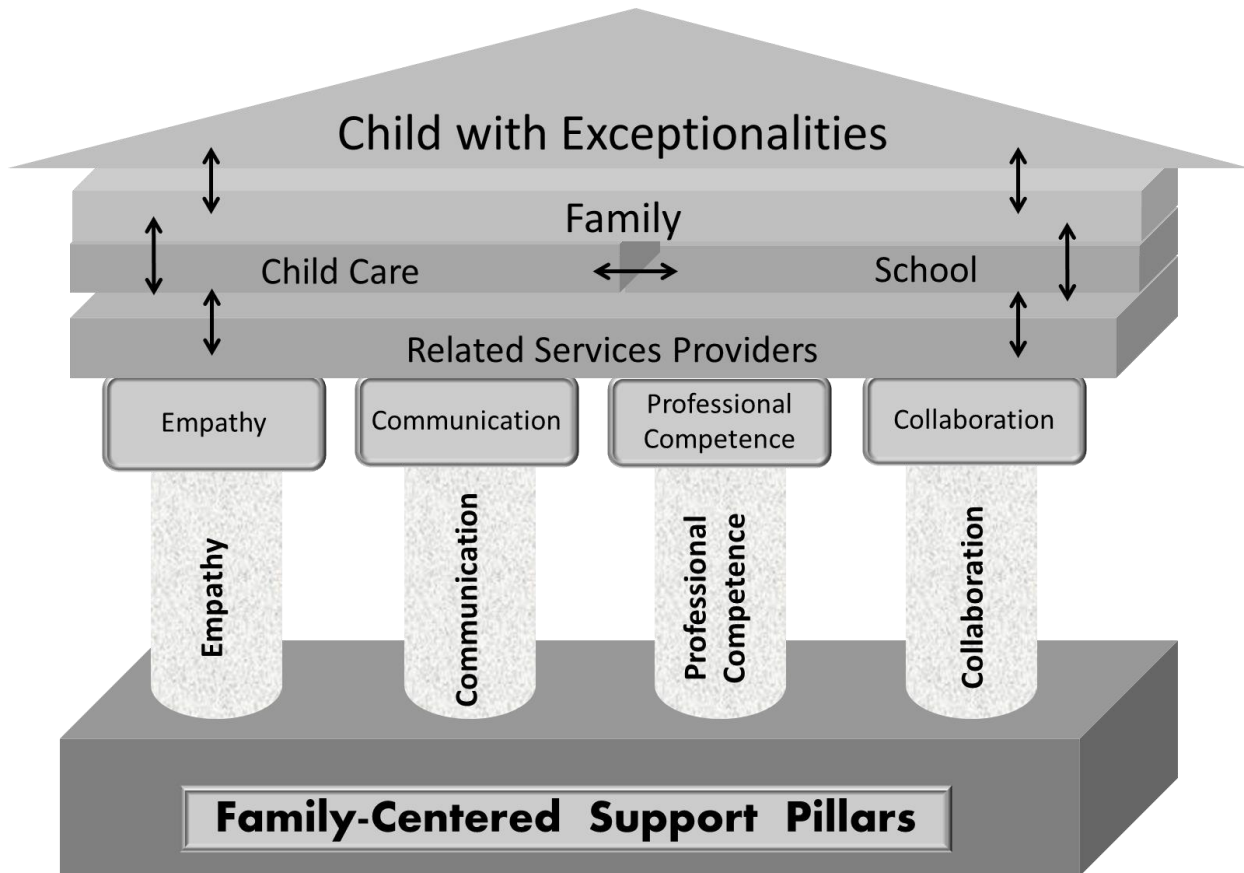 Child with Exceptionalities
Family
Child Care
School
Related Services Providers
Empathy
Communication
Professional
Competence
Collaboration
Empathy
Communication
Professional
Competence
Collaboration
Family-Centered Support Pillars